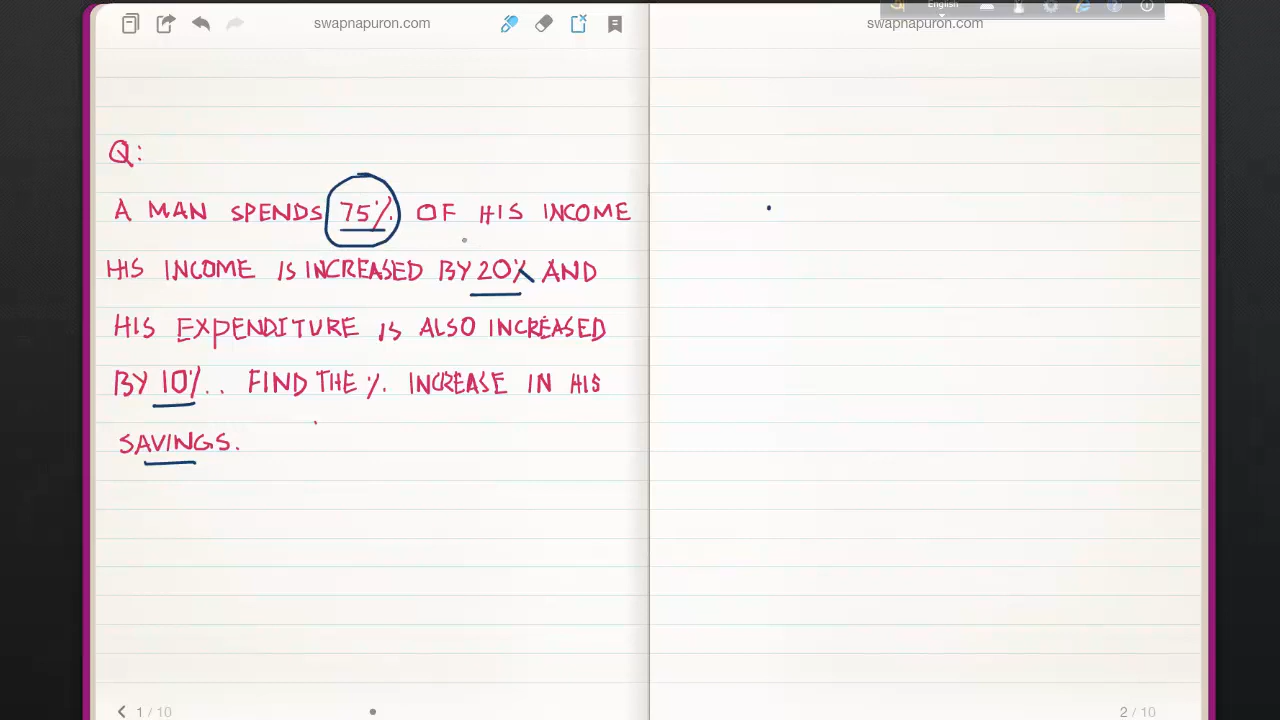 swapnapuron.com
Q:
A MAN SPENDS 75% OF HIS INCOME
HIS INCOME IS INCREASED BY 20% AND
HIS EXPENDITURE IS ALSO INCREASED
BY 10%.. FIND THE %. INCREASE IN HIS
SAVINGS.
1 / 10
English
swapnapuron.com
2 / 10